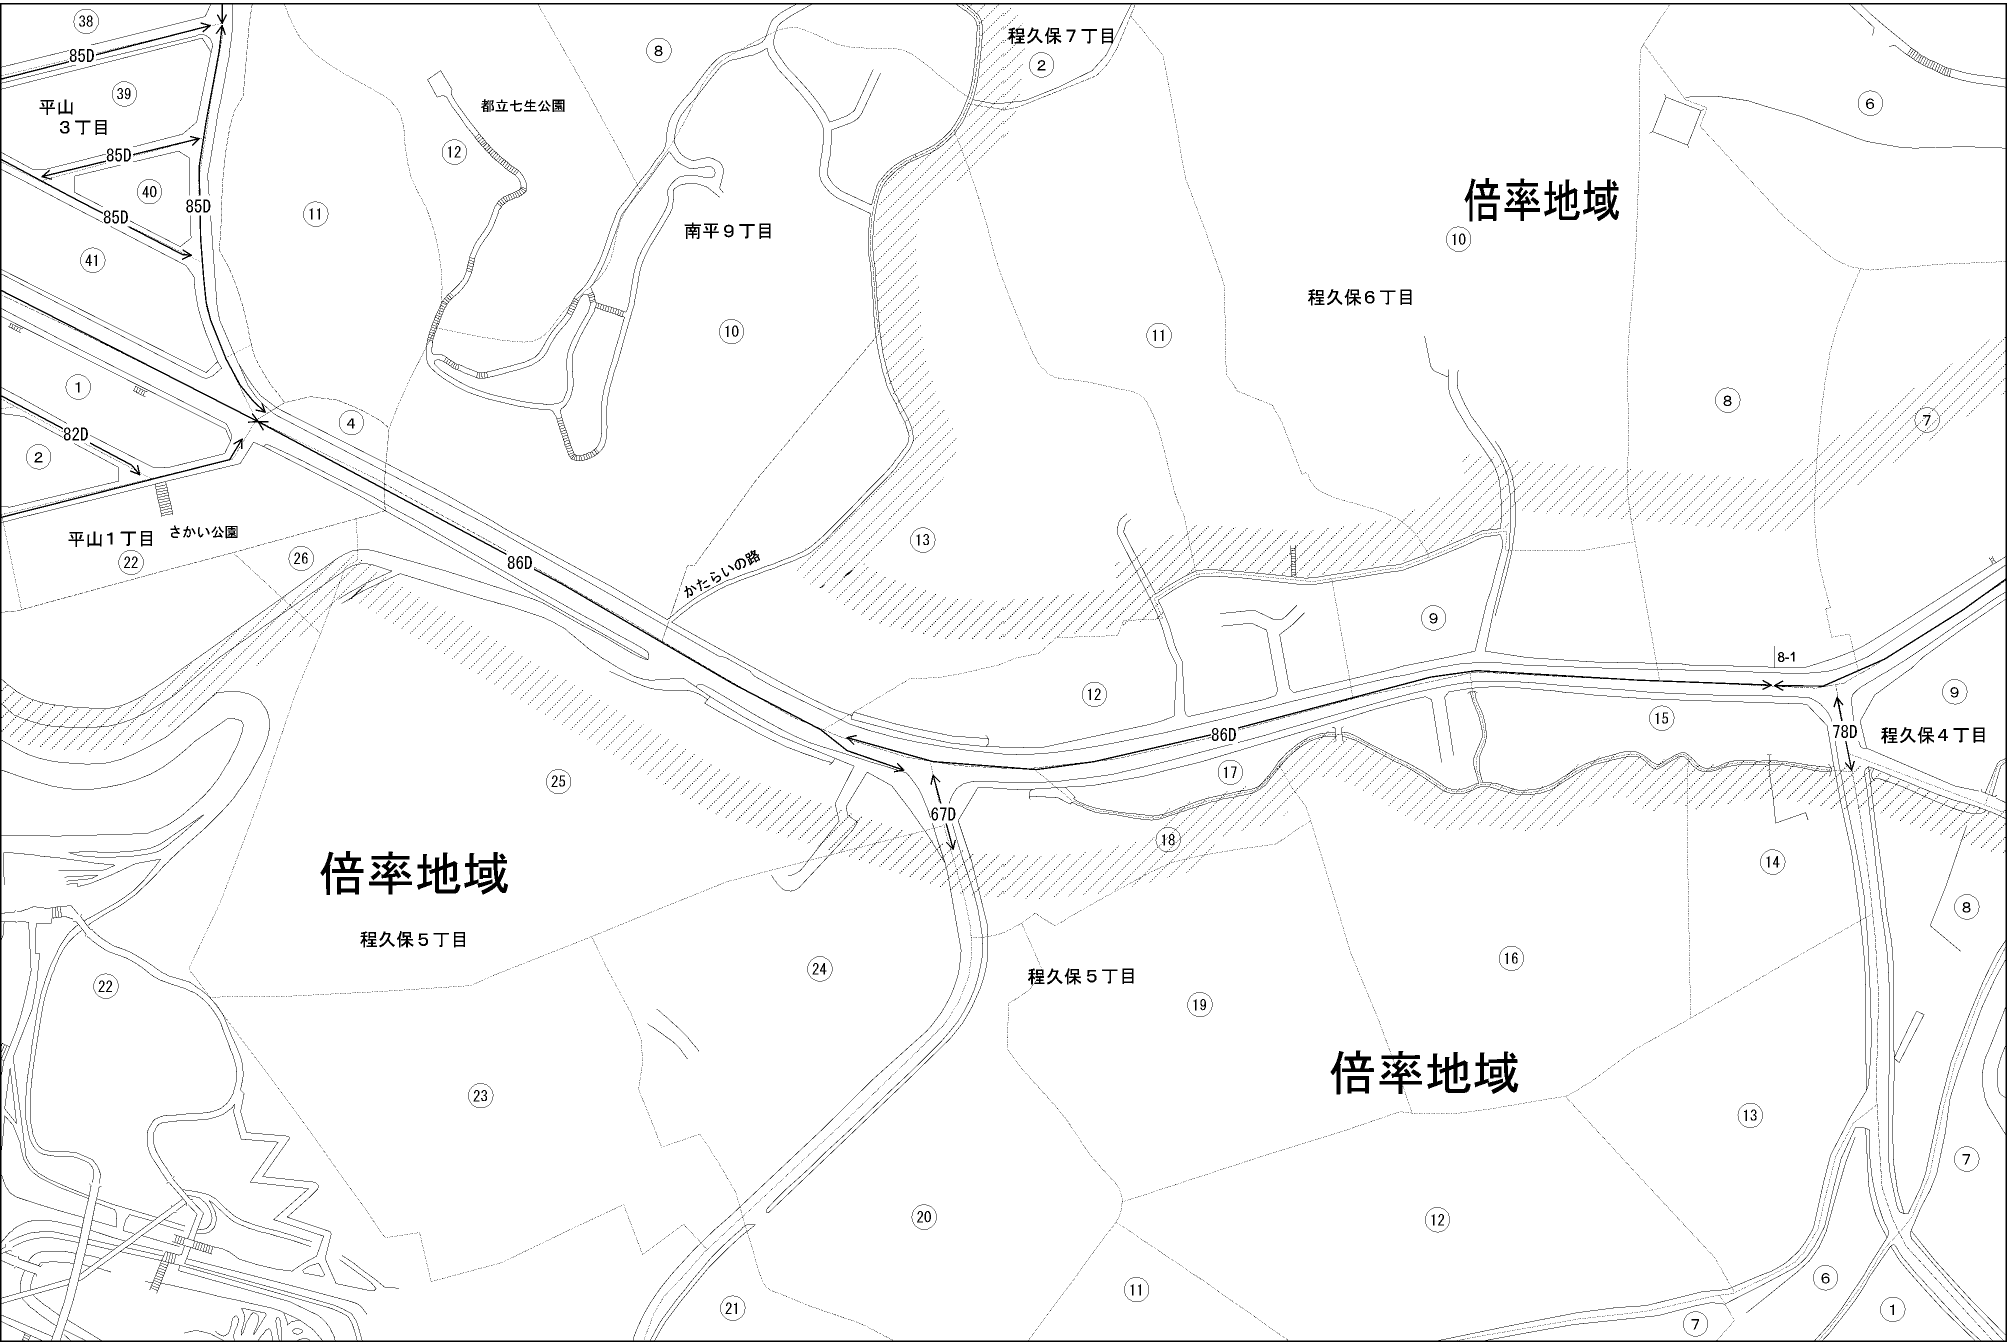 38
8
程久保７丁目
85D
2
39
平山
３丁目
都立七生公園
6
12
85D
40
85D
85D
11
倍率地域
南平９丁目
10
41
程久保６丁目
10
11
1
8
4
7
82D
2
平山１丁目
さかい公園
22
26
86D
13
かたらいの路
9
8-1
12
9
15
86D
78D
程久保４丁目
25
17
67D
18
倍率地域
14
8
程久保５丁目
24
程久保５丁目
16
22
19
倍率地域
23
13
7
20
12
6
11
21
1
7